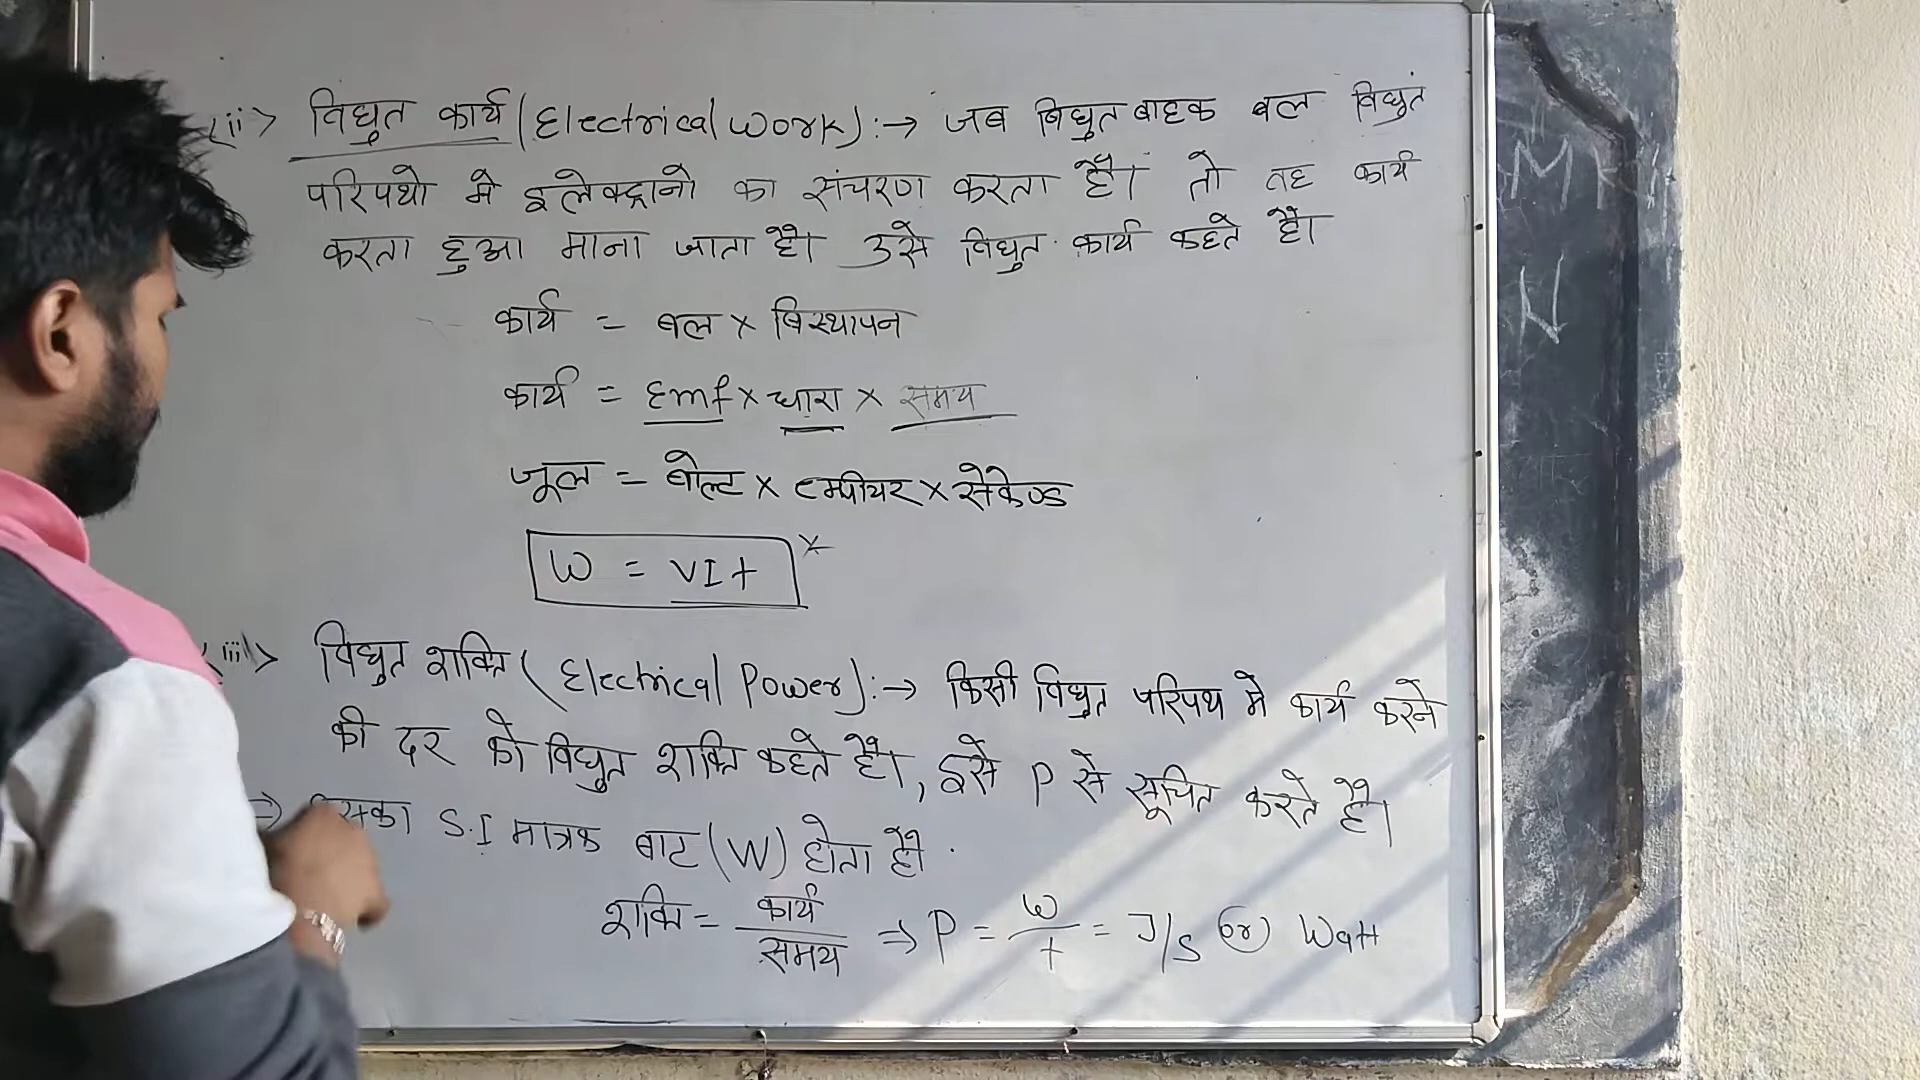 (ii) विधुत कार्य (Electrical Work):→ जब विधुत बाहक बल विधुत
परिपथो मे इलेक्ट्रानो का संचरण करता है। तो तह कार्य
करता हुआ माना जाता है। उसे विधुत कार्य कहते है।
कार्य = बल × विस्थापन
कार्य = Emf × धारा × समय
जूल = बोल्ट × एम्पीयर × सेकेण्ड
W = VIt
(iii) विधुत शक्ति (Electrical Power):→ किसी विधुत परिपथ मे कार्य करने
की दर को विधुत शक्ति कहते है।, इसे P से सूचित करते है।
⇒ इसका S.I मात्रक बाट (W) होता है
शक्ति = कार्य/समय ⇒ P = W/t = J/s or Watt